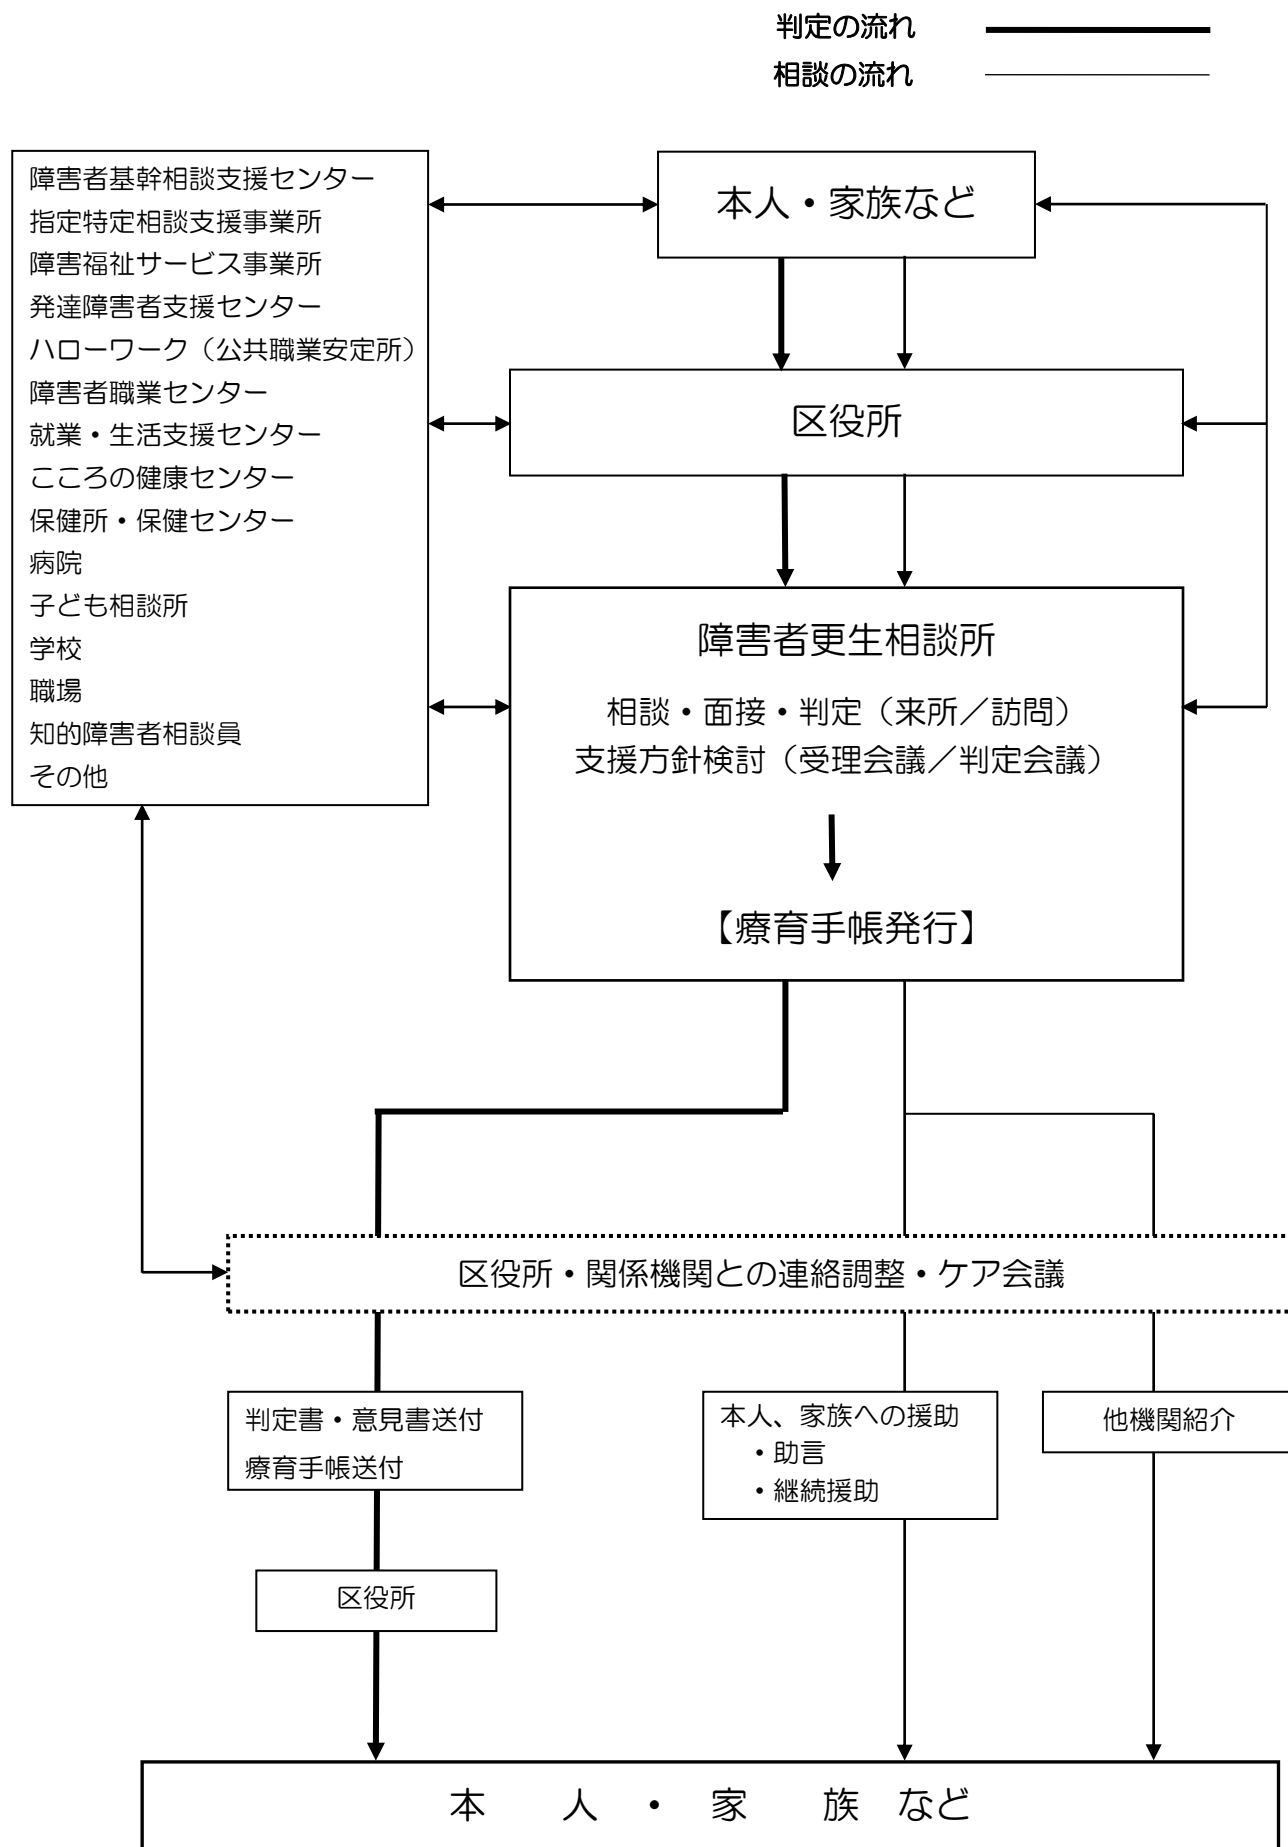 判定の流れ
相談の流れ
障害者基幹相談支援センター
指定特定相談支援事業所
障害福祉サービス事業所
発達障害者支援センター
ハローワーク（公共職業安定所）
障害者職業センター
就業・生活支援センター
こころの健康センター
保健所・保健センター
病院
子ども相談所
学校
職場
知的障害者相談員
その他
本人・家族など
区役所
障害者更生相談所
相談・面接・判定（来所／訪問）
支援方針検討（受理会議／判定会議）
【療育手帳発行】
区役所・関係機関との連絡調整・ケア会議
判定書・意見書送付
療育手帳送付
区役所
本人、家族への援助
・助言
・継続援助
他機関紹介
本　人・家　族 など